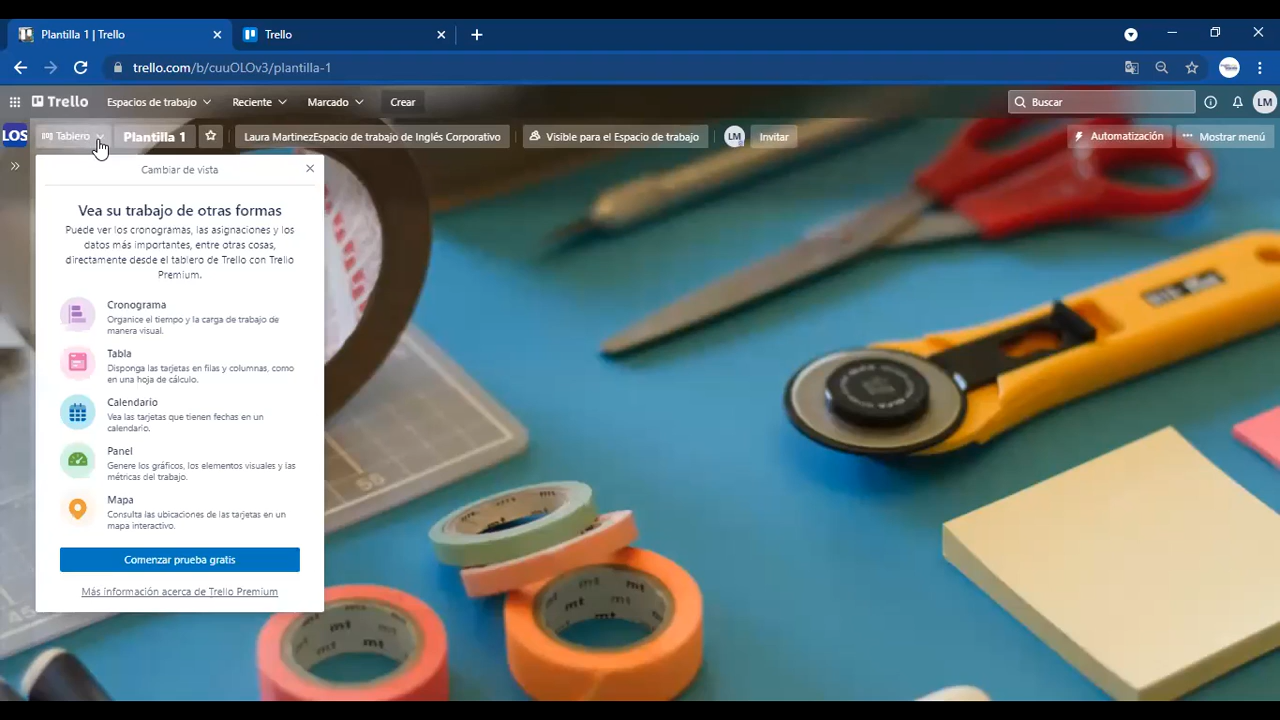 Plantilla 1 | Trello
Trello
trello.com/b/cuuOLOv3/plantilla-1
Trello
Espacios de trabajo
Reciente
Marcado
Crear
Buscar
LM
LOS
Tablero
Plantilla 1
Laura MartinezEspacio de trabajo de Inglés Corporativo
Visible para el Espacio de trabajo
LM
Invitar
Automatización
Mostrar menú
Cambiar de vista
Vea su trabajo de otras formas
Puede ver los cronogramas, las asignaciones y los
datos más importantes, entre otras cosas,
directamente desde el tablero de Trello con Trello
Premium.
Cronograma
Organice el tiempo y la carga de trabajo de
manera visual.
Tabla
Disponga las tarjetas en filas y columnas, como
en una hoja de cálculo.
Calendario
Vea las tarjetas que tienen fechas en un
calendario.
Panel
Genere los gráficos, los elementos visuales y las
métricas del trabajo.
Mapa
Consulta las ubicaciones de las tarjetas en un
mapa interactivo.
Comenzar prueba gratis
Más información acerca de Trello Premium
50
45
mt
mt
mt